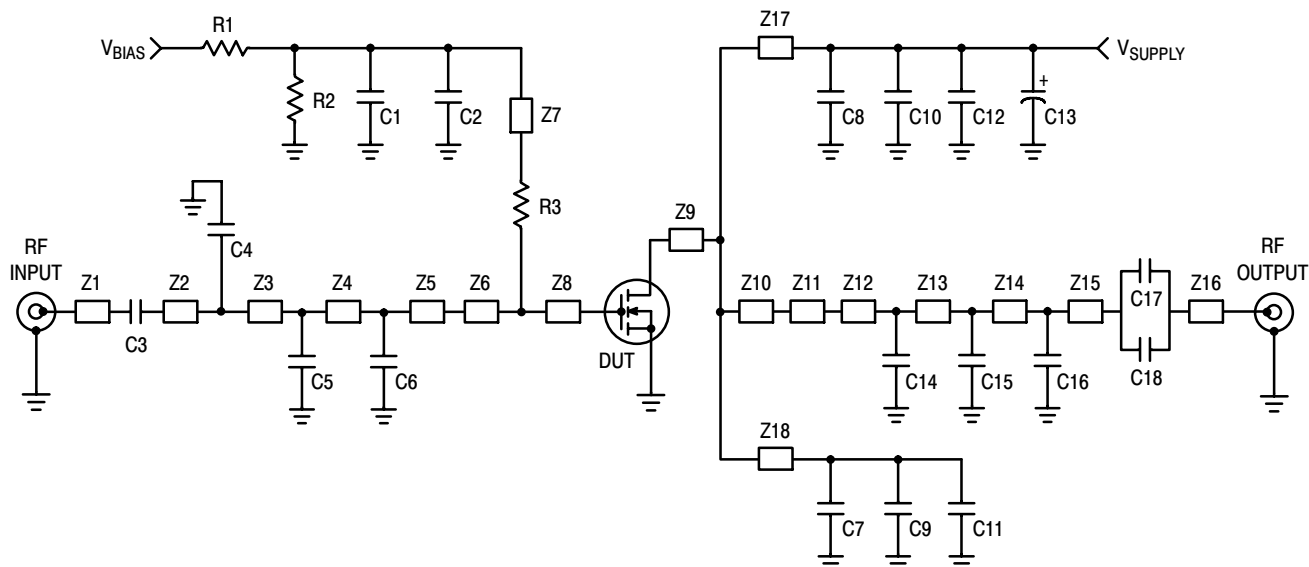 R1
V_BIAS
R2
C1
C2
Z7
R3
Z17
V_SUPPLY
C8
C10
C12
+
C13
RF
INPUT
Z1
C3
Z2
C4
Z3
C5
Z4
C6
Z5
Z6
Z8
DUT
Z9
Z10
Z11
Z12
C14
Z13
C15
Z14
C16
Z15
C17
C18
Z16
RF
OUTPUT
Z18
C7
C9
C11